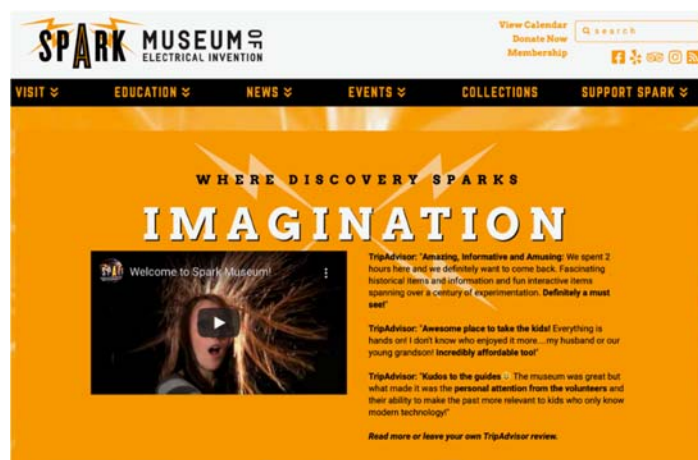 SPARK MUSEUM OF
ELECTRICAL INVENTION
View Calendar
Donate Now
Membership
search
VISIT
EDUCATION
NEWS
EVENTS
COLLECTIONS
SUPPORT SPARK
WHERE DISCOVERY SPARKS
IMAGINATION
Welcome to Spark Museum!
TripAdvisor: "Amazing, Informative and Amusing: We spent 2
hours here and we definitely want to come back. Fascinating
historical items and information and fun interactive items
spanning over a century of experimentation. Definitely a must
see!"
TripAdvisor: "Awesome place to take the kids! Everything is
hands on! I don't know who enjoyed it more....my husband or our
young grandson! Incredibly affordable too!"
TripAdvisor: "Kudos to the guides The museum was great but
what made it was the personal attention from the volunteers and
their ability to make the past more relevant to kids who only know
modern technology!"
Read more or leave your own TripAdvisor review.